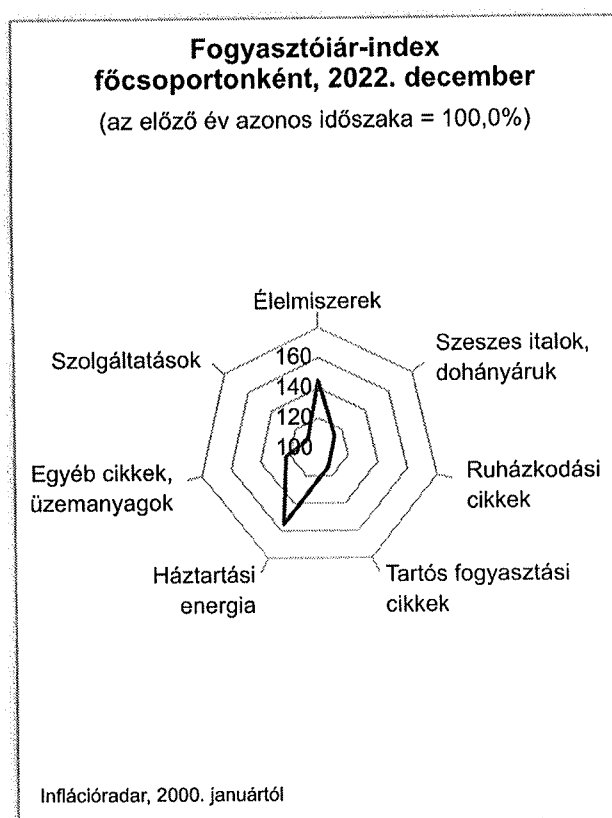 Fogyasztóiár-index
főcsoportonként, 2022. december
(az előző év azonos időszaka = 100,0%)
Élelmiszerek
Szeszes italok,
dohányáruk
Szolgáltatások
160
140
120
100
Egyéb cikkek,
üzemanyagok
Ruházkodási
cikkek
Háztartási
energia
Tartós fogyasztási
cikkek
Inflációradar, 2000. januártól